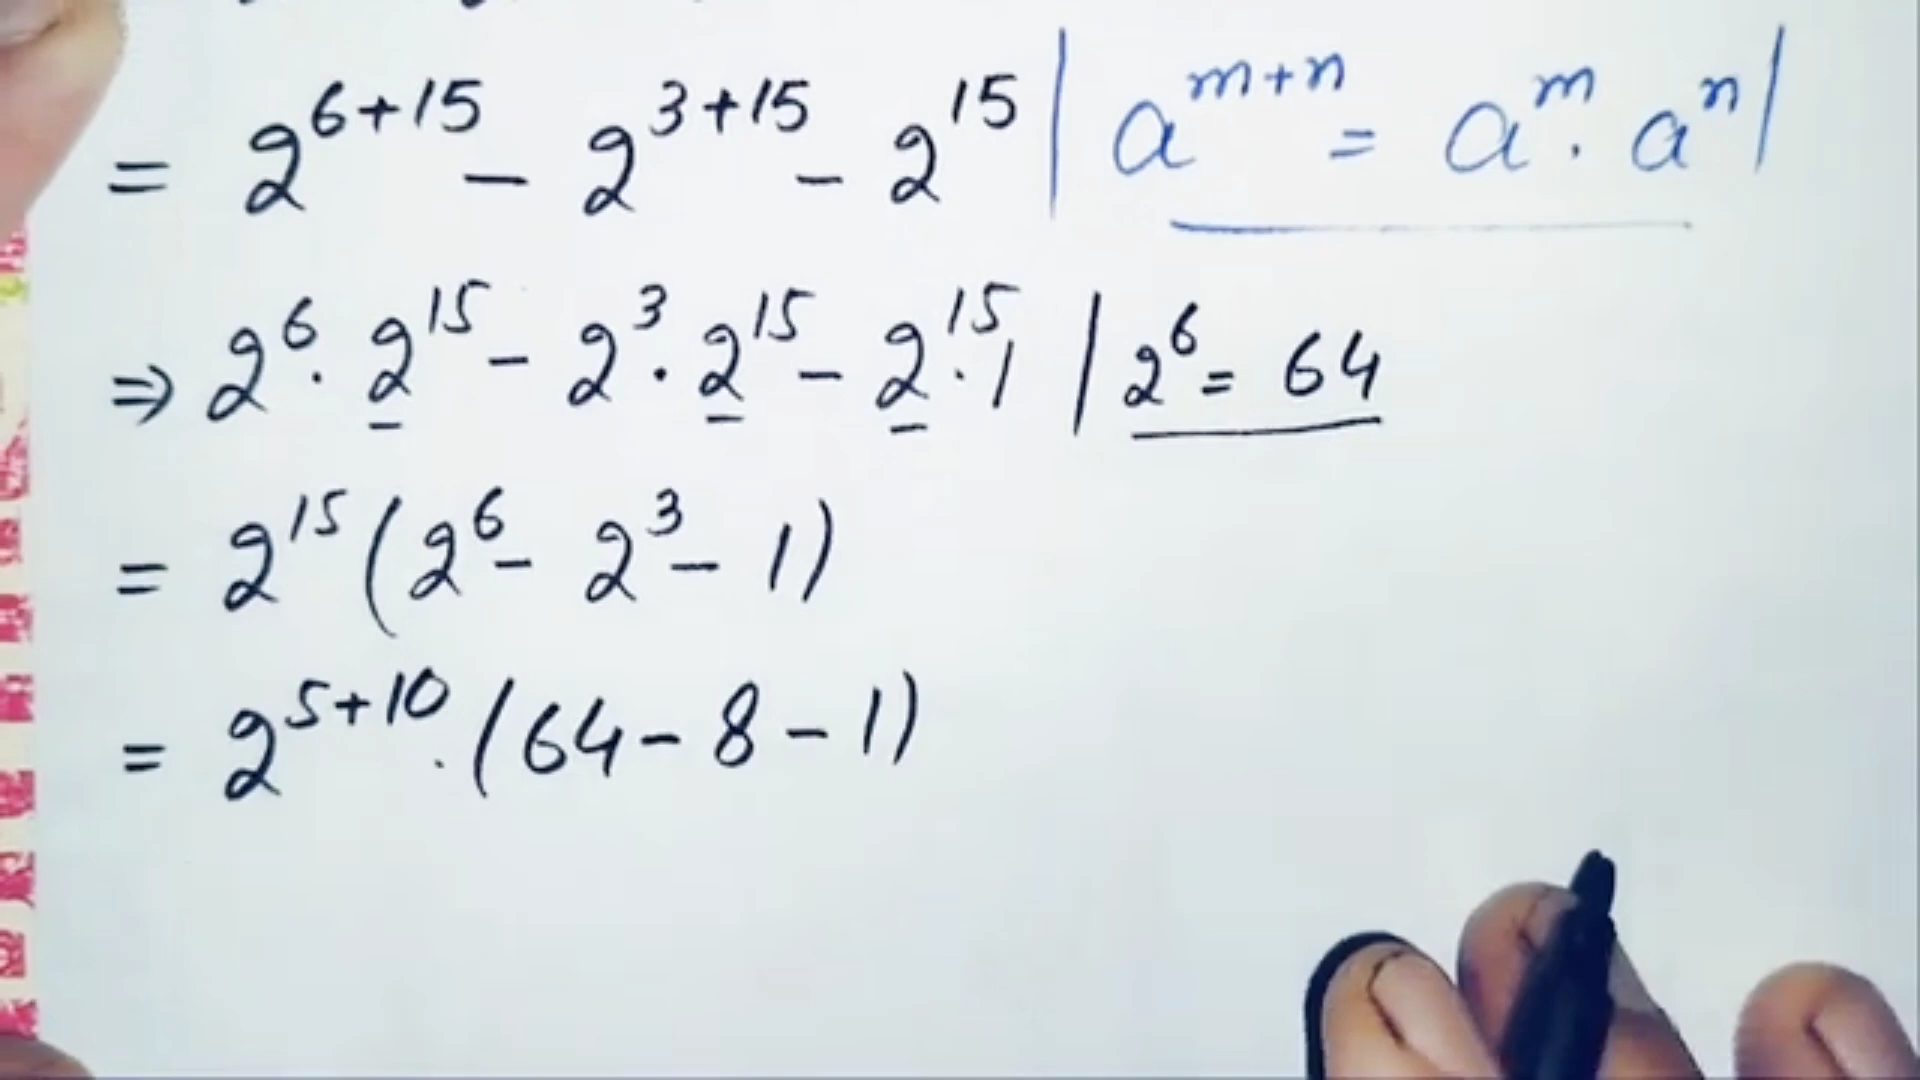 = 2^{6+15} - 2^{3+15} - 2^{15} | a^{m+n} = a^m . a^n |
⇒ 2^6 . 2^{15} - 2^3 . 2^{15} - 2^{15} . 1 | 2^6 = 64
= 2^{15} (2^6 - 2^3 - 1)
= 2^{5+10} . (64 - 8 - 1)